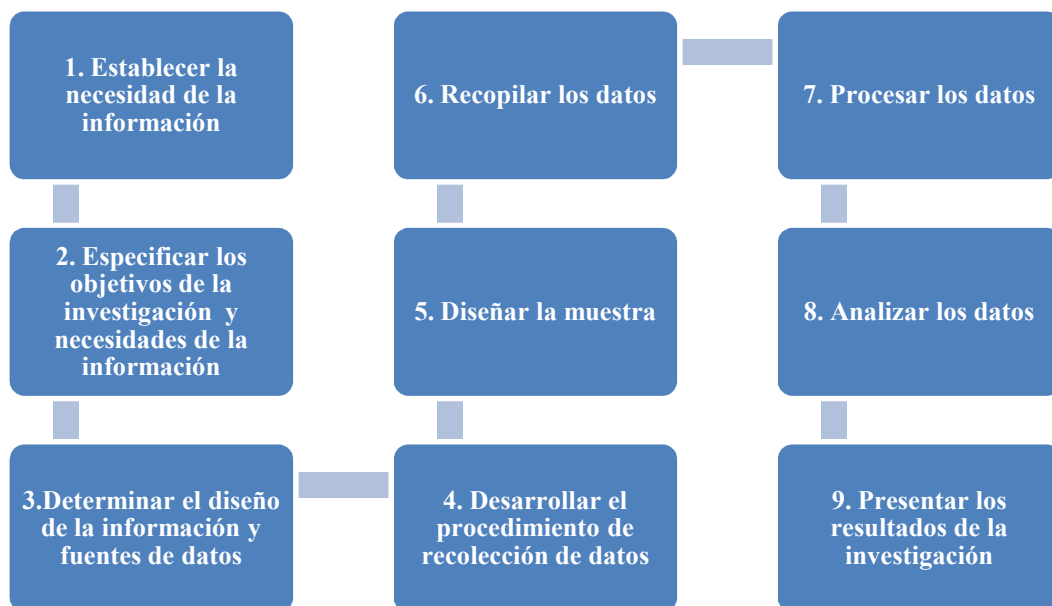 1. Establecer la
necesidad de la
información
2. Especificar los
objetivos de la
investigación y
necesidades de la
información
3.Determinar el diseño
de la información y
fuentes de datos
4. Desarrollar el
procedimiento de
recolección de datos
5. Diseñar la muestra
6. Recopilar los datos
7. Procesar los datos
8. Analizar los datos
9. Presentar los
resultados de la
investigación